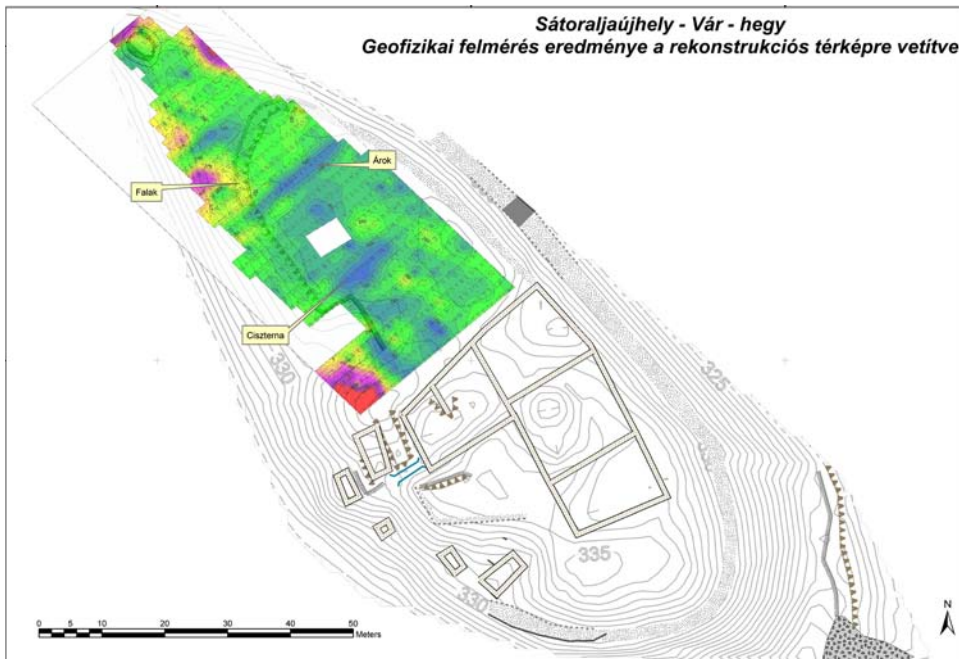 Sátoraljaújhely - Vár - hegy
Geofizikai felmérés eredménye a rekonstrukciós térképre vetítve
Árok
Falak
Ciszterna
330
325
330
335
330
N
0 5 10 20 30 40 50
Meters